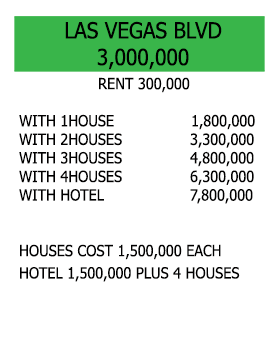 LAS VEGAS BLVD
3,000,000
RENT 300,000
WITH 1HOUSE 1,800,000
WITH 2HOUSES 3,300,000
WITH 3HOUSES 4,800,000
WITH 4HOUSES 6,300,000
WITH HOTEL 7,800,000
HOUSES COST 1,500,000 EACH
HOTEL 1,500,000 PLUS 4 HOUSES